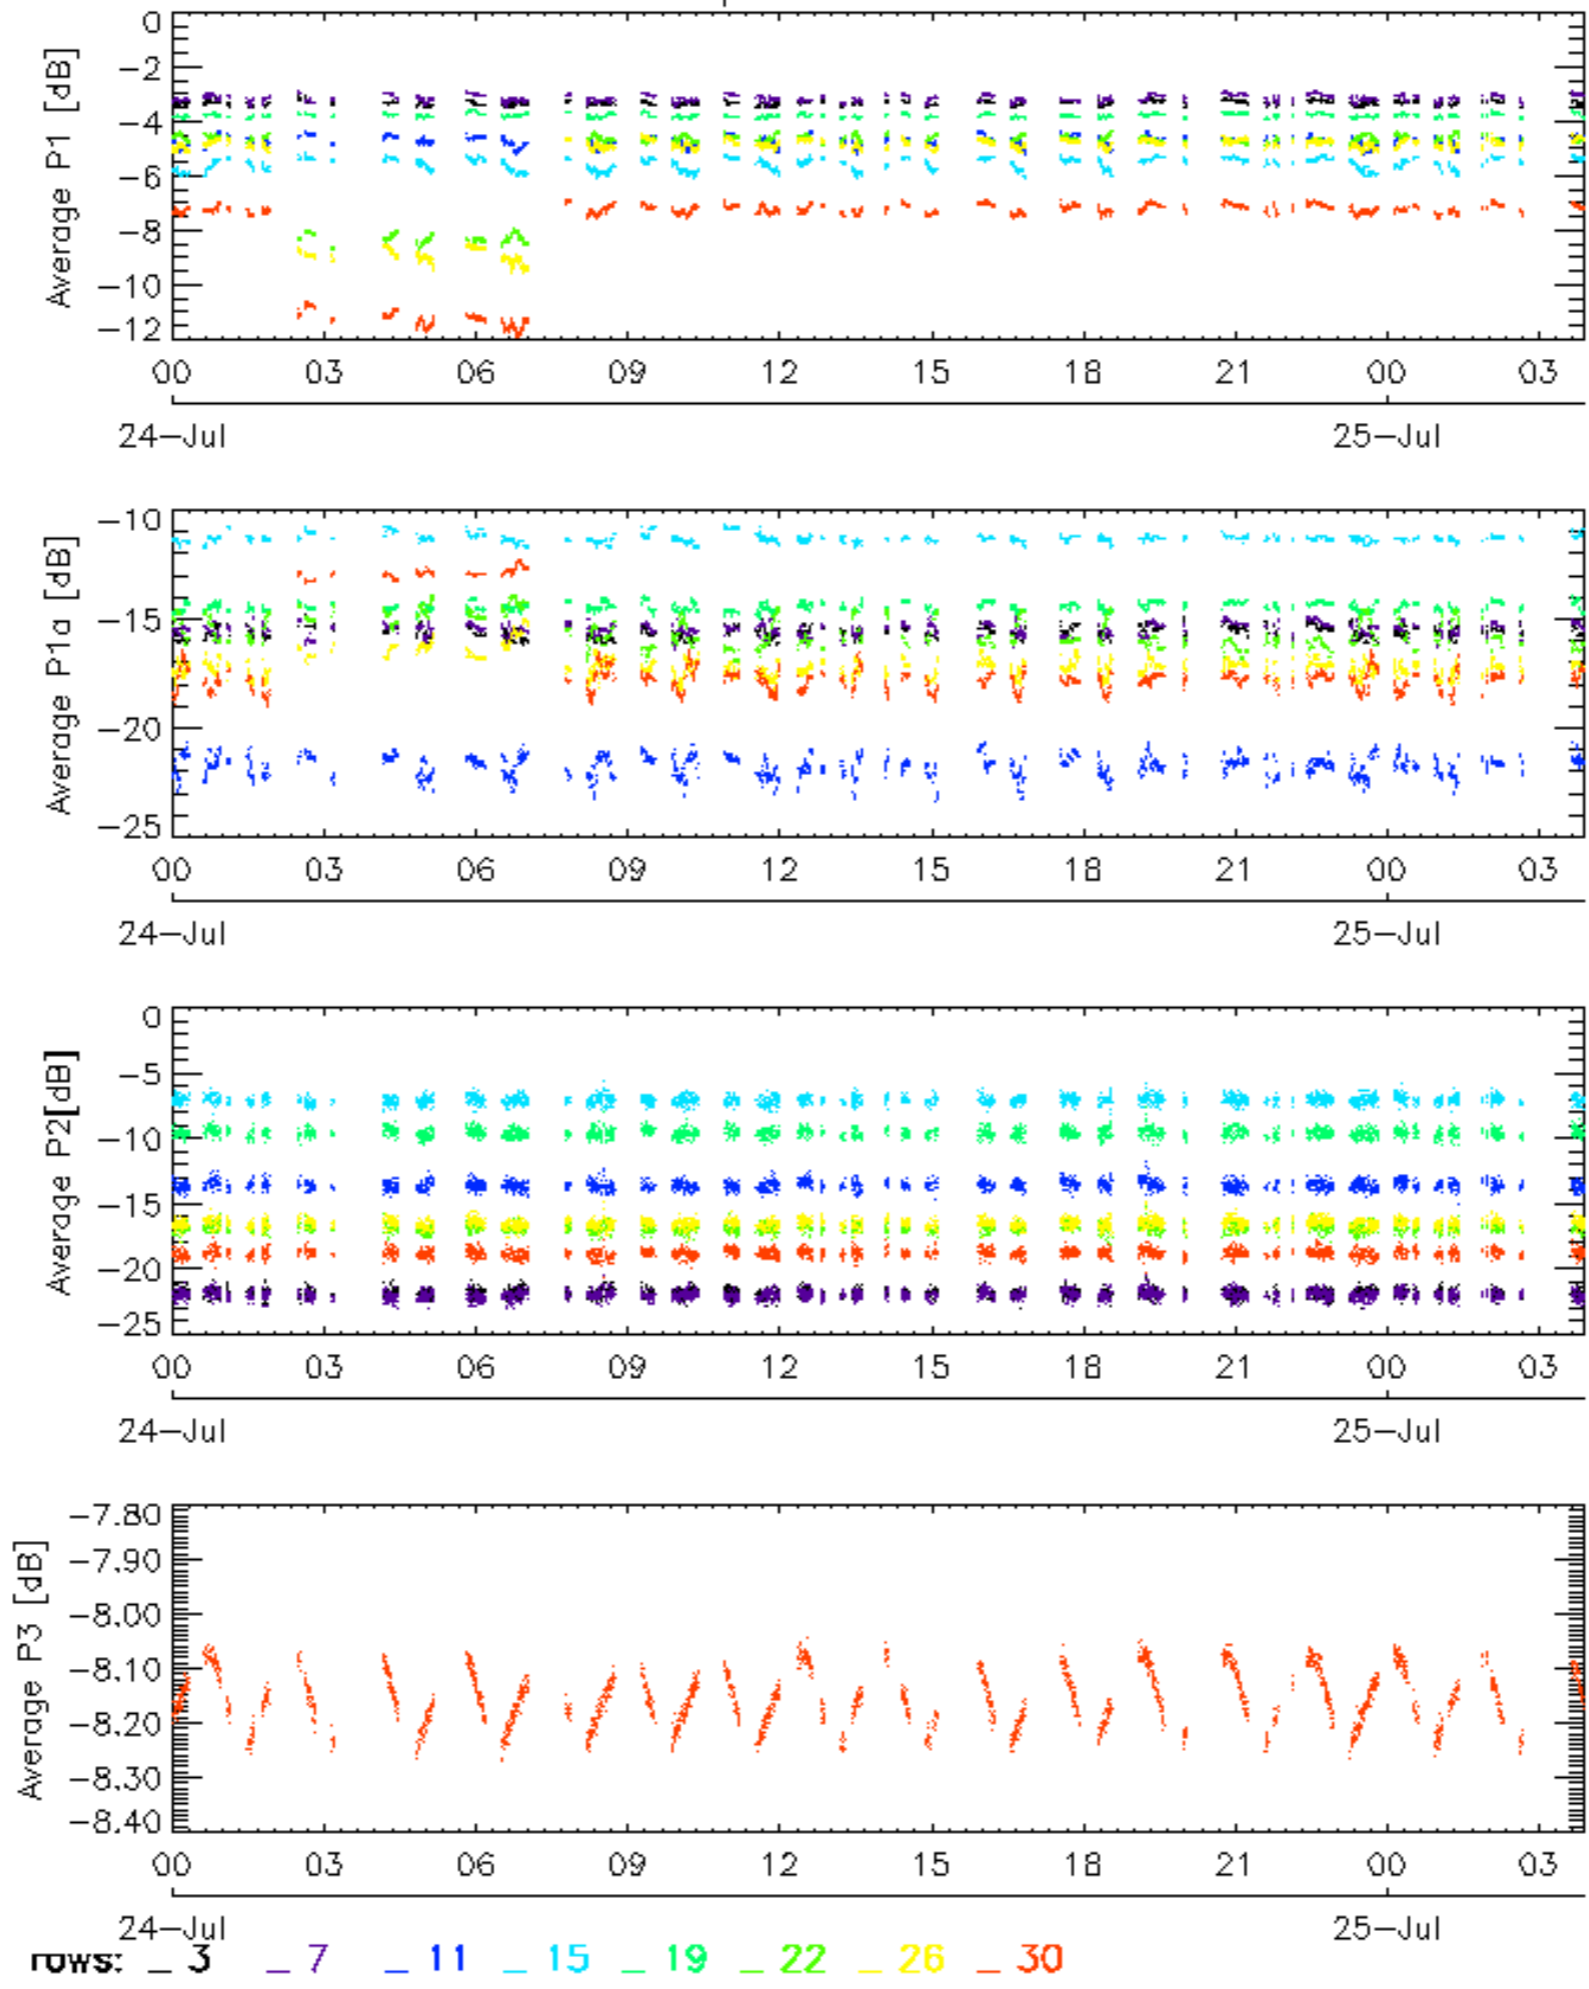 Average P1 [dB]
0
−2
−4
−6
−8
−10
−12
00 03 06 09 12 15 18 21 00 03
24−Jul 25−Jul
Average P1a [dB]
−10
−15
−20
−25
00 03 06 09 12 15 18 21 00 03
24−Jul 25−Jul
Average P2[dB]
0
−5
−10
−15
−20
−25
00 03 06 09 12 15 18 21 00 03
24−Jul 25−Jul
Average P3 [dB]
−7.80
−7.90
−8.00
−8.10
−8.20
−8.30
−8.40
00 03 06 09 12 15 18 21 00 03
24−Jul 25−Jul
rows: _ 3 _ 7 _ 11 _ 15 _ 19 _ 22 _ 26 _ 30